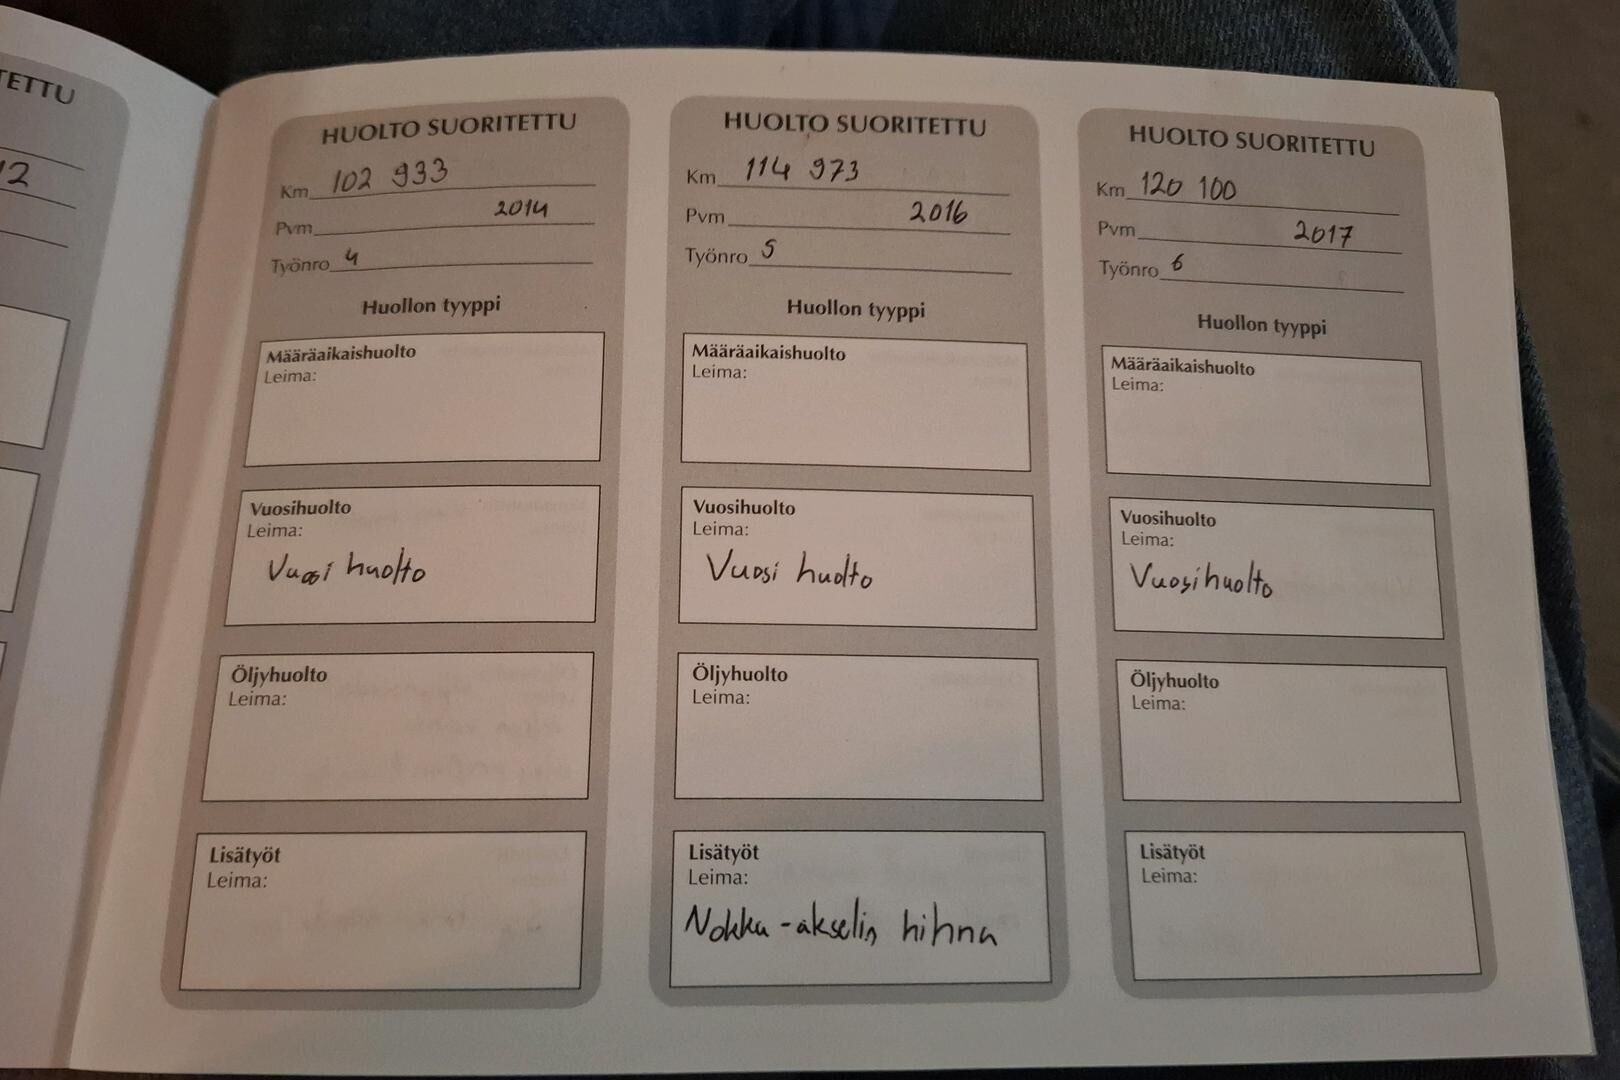 TETTU
12
HUOLTO SUORITETTU
Km 102 933
Pvm 2014
Työnro 4
Huollon tyyppi
Määräaikaishuolto
Leima:
Vuosihuolto
Leima:
Vuosi huolto
Öljyhuolto
Leima:
Lisätyöt
Leima:
HUOLTO SUORITETTU
Km 114 973
Pvm 2016
Työnro 5
Huollon tyyppi
Määräaikaishuolto
Leima:
Vuosihuolto
Leima:
Vuosi huolto
Öljyhuolto
Leima:
Lisätyöt
Leima:
Nokka-akselin hihna
HUOLTO SUORITETTU
Km 120 100
Pvm 2017
Työnro 6
Huollon tyyppi
Määräaikaishuolto
Leima:
Vuosihuolto
Leima:
Vuosihuolto
Öljyhuolto
Leima:
Lisätyöt
Leima: